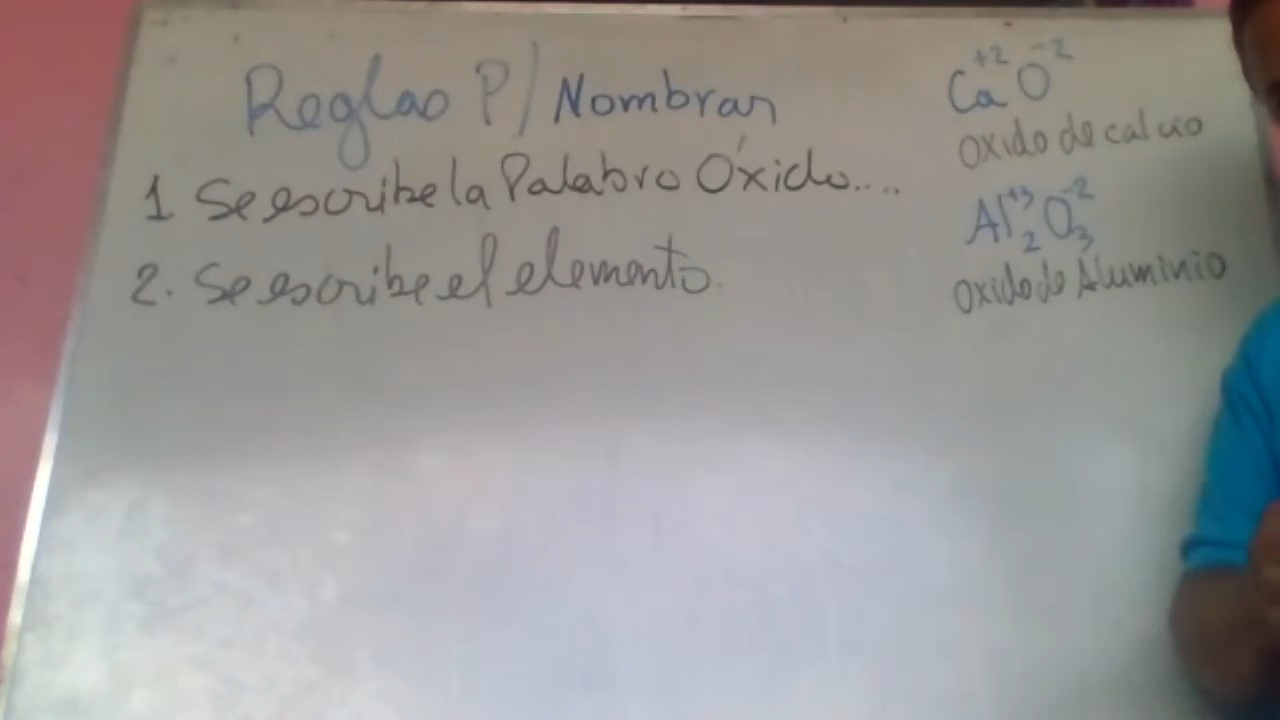 Reglas P/ Nombrar
1 Se escribe la Palabra Óxido....
2. Se escribe el elemento.
Ca+2 O-2
oxido de calcio
Al+3 2 O-2 3
oxido de Aluminio